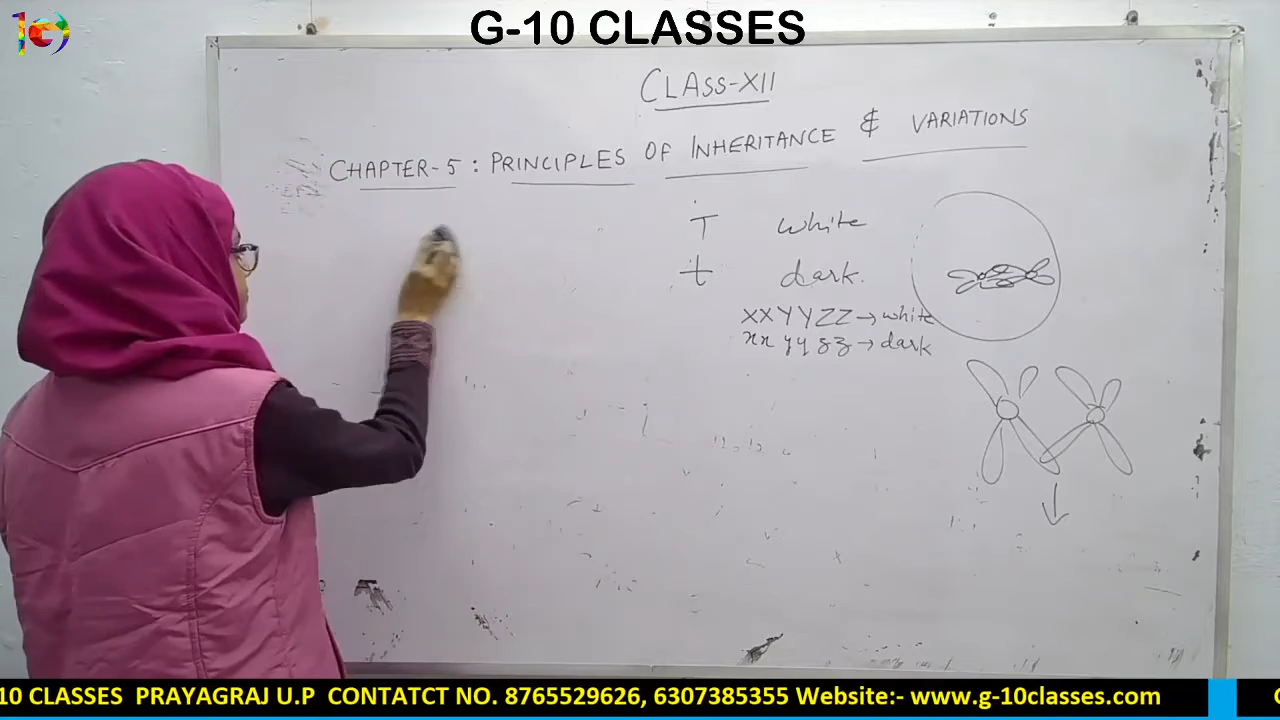 G-10 CLASSES
CLASS-XII
CHAPTER-5 : PRINCIPLES OF INHERITANCE & VARIATIONS
T white
t dark.
XXYYZZ → white
xx yy zz → dark
10 CLASSES PRAYAGRAJ U.P CONTATCT NO. 8765529626, 6307385355 Website:- www.g-10classes.com